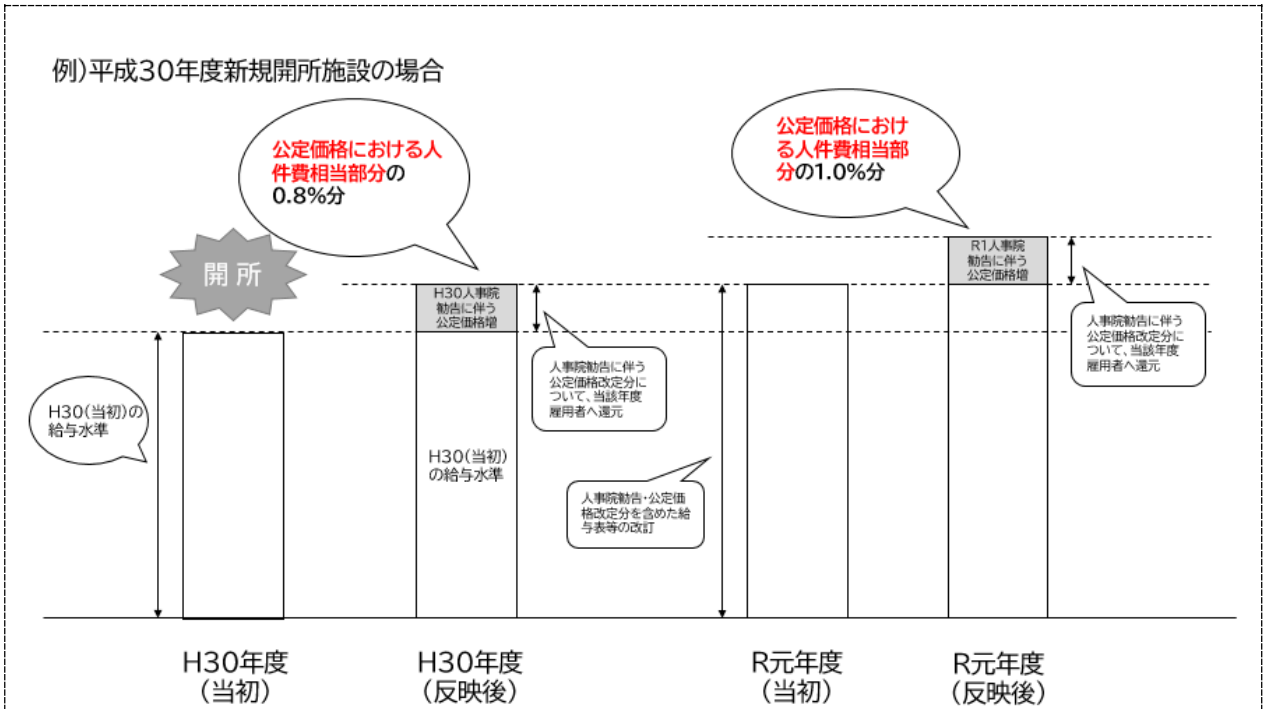 例)平成30年度新規開所施設の場合
公定価格における人
件費相当部分の
0.8%分
公定価格におけ
る人件費相当部
分の1.0%分
開所
H30人事院
勧告に伴う
公定価格増
R1人事院
勧告に伴う
公定価格増
人事院勧告に伴う
公定価格改定分に
ついて、当該年度
雇用者へ還元
人事院勧告に伴う
公定価格改定分に
ついて、当該年度
雇用者へ還元
H30(当初)の
給与水準
H30(当初)
の給与水準
人事院勧告・公定価
格改定分を含めた給
与表等の改訂
H30年度
(当初)
H30年度
(反映後)
R元年度
(当初)
R元年度
(反映後)